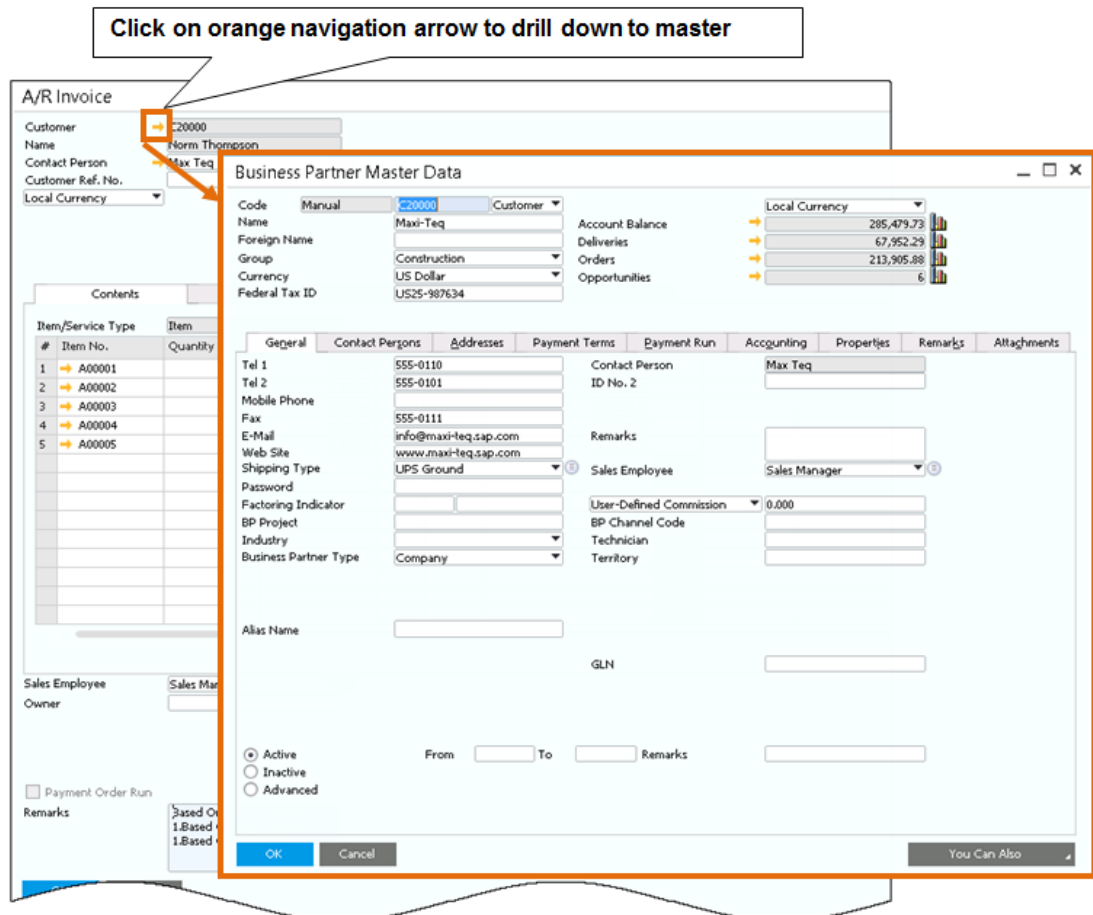 Click on orange navigation arrow to drill down to master
A/R Invoice
Customer C20000
Name Norm Thompson
Contact Person Max Teq
Customer Ref. No.
Local Currency
Contents
Item/Service Type Item
# Item No. Quantity
1 A00001
2 A00002
3 A00003
4 A00004
5 A00005
Sales Employee
Owner
Payment Order Run
Remarks
1.Based
1.Based
Business Partner Master Data
Code Manual C20000 Customer Local Currency
Name Maxi-Teq Account Balance 285,479.73
Foreign Name Deliveries 67,952.29
Group Construction Orders 213,905.88
Currency US Dollar Opportunities 6
Federal Tax ID US25-987634
General Contact Persons Addresses Payment Terms Payment Run Accounting Properties Remarks Attachments
Tel 1 555-0110 Contact Person Max Teq
Tel 2 555-0101 ID No. 2
Mobile Phone
Fax 555-0111
E-Mail info@maxi-teq.sap.com Remarks
Web Site www.maxi-teq.sap.com
Shipping Type UPS Ground Sales Employee Sales Manager
Password
Factoring Indicator User-Defined Commission 0.000
BP Project BP Channel Code
Industry Technician
Business Partner Type Company Territory
Alias Name
GLN
Active From To Remarks
Inactive
Advanced
OK Cancel You Can Also